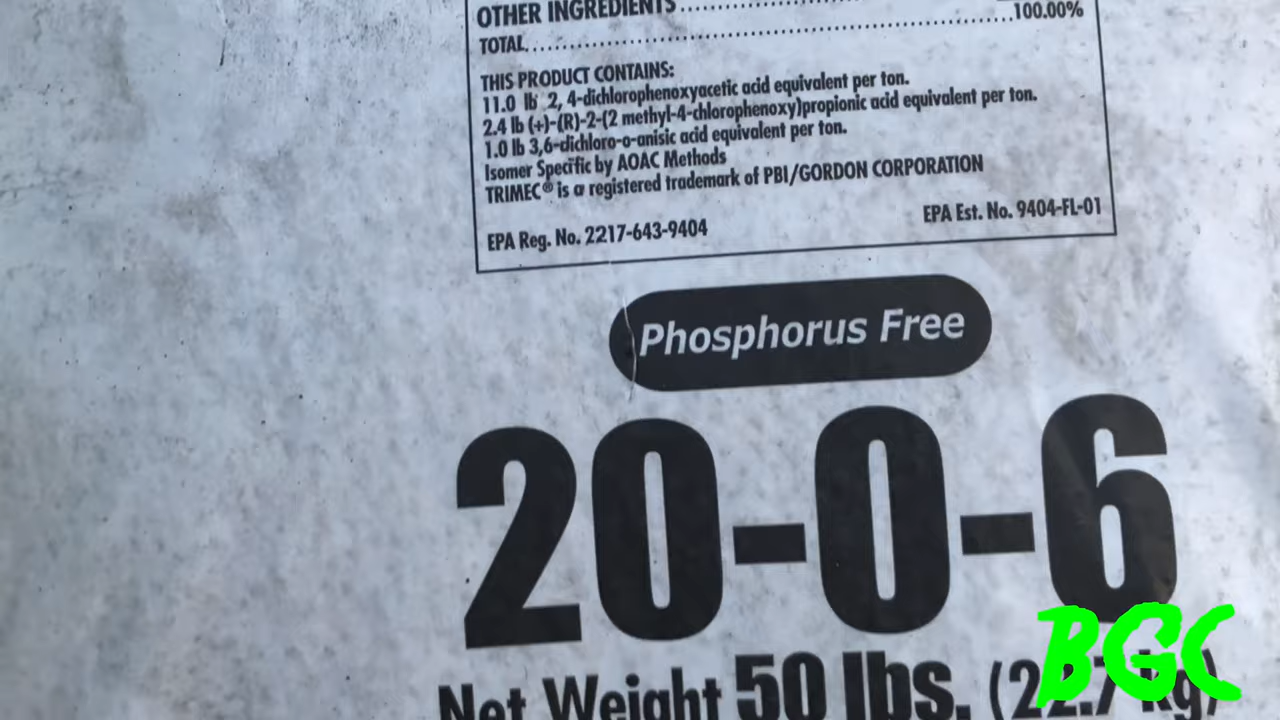 OTHER INGREDIENTS........................
TOTAL..................................................100.00%
THIS PRODUCT CONTAINS:
11.0 lb 2, 4-dichlorophenoxyacetic acid equivalent per ton.
2.4 lb (+)-(R)-2-(2 methyl-4-chlorophenoxy)propionic acid equivalent per ton.
1.0 lb 3,6-dichloro-o-anisic acid equivalent per ton.
Isomer Specific by AOAC Methods
TRIMEC® is a registered trademark of PBI/GORDON CORPORATION
EPA Reg. No. 2217-643-9404 EPA Est. No. 9404-FL-01
Phosphorus Free
20-0-6
Net Weight 50 lbs. (22.7 kg)
BGC